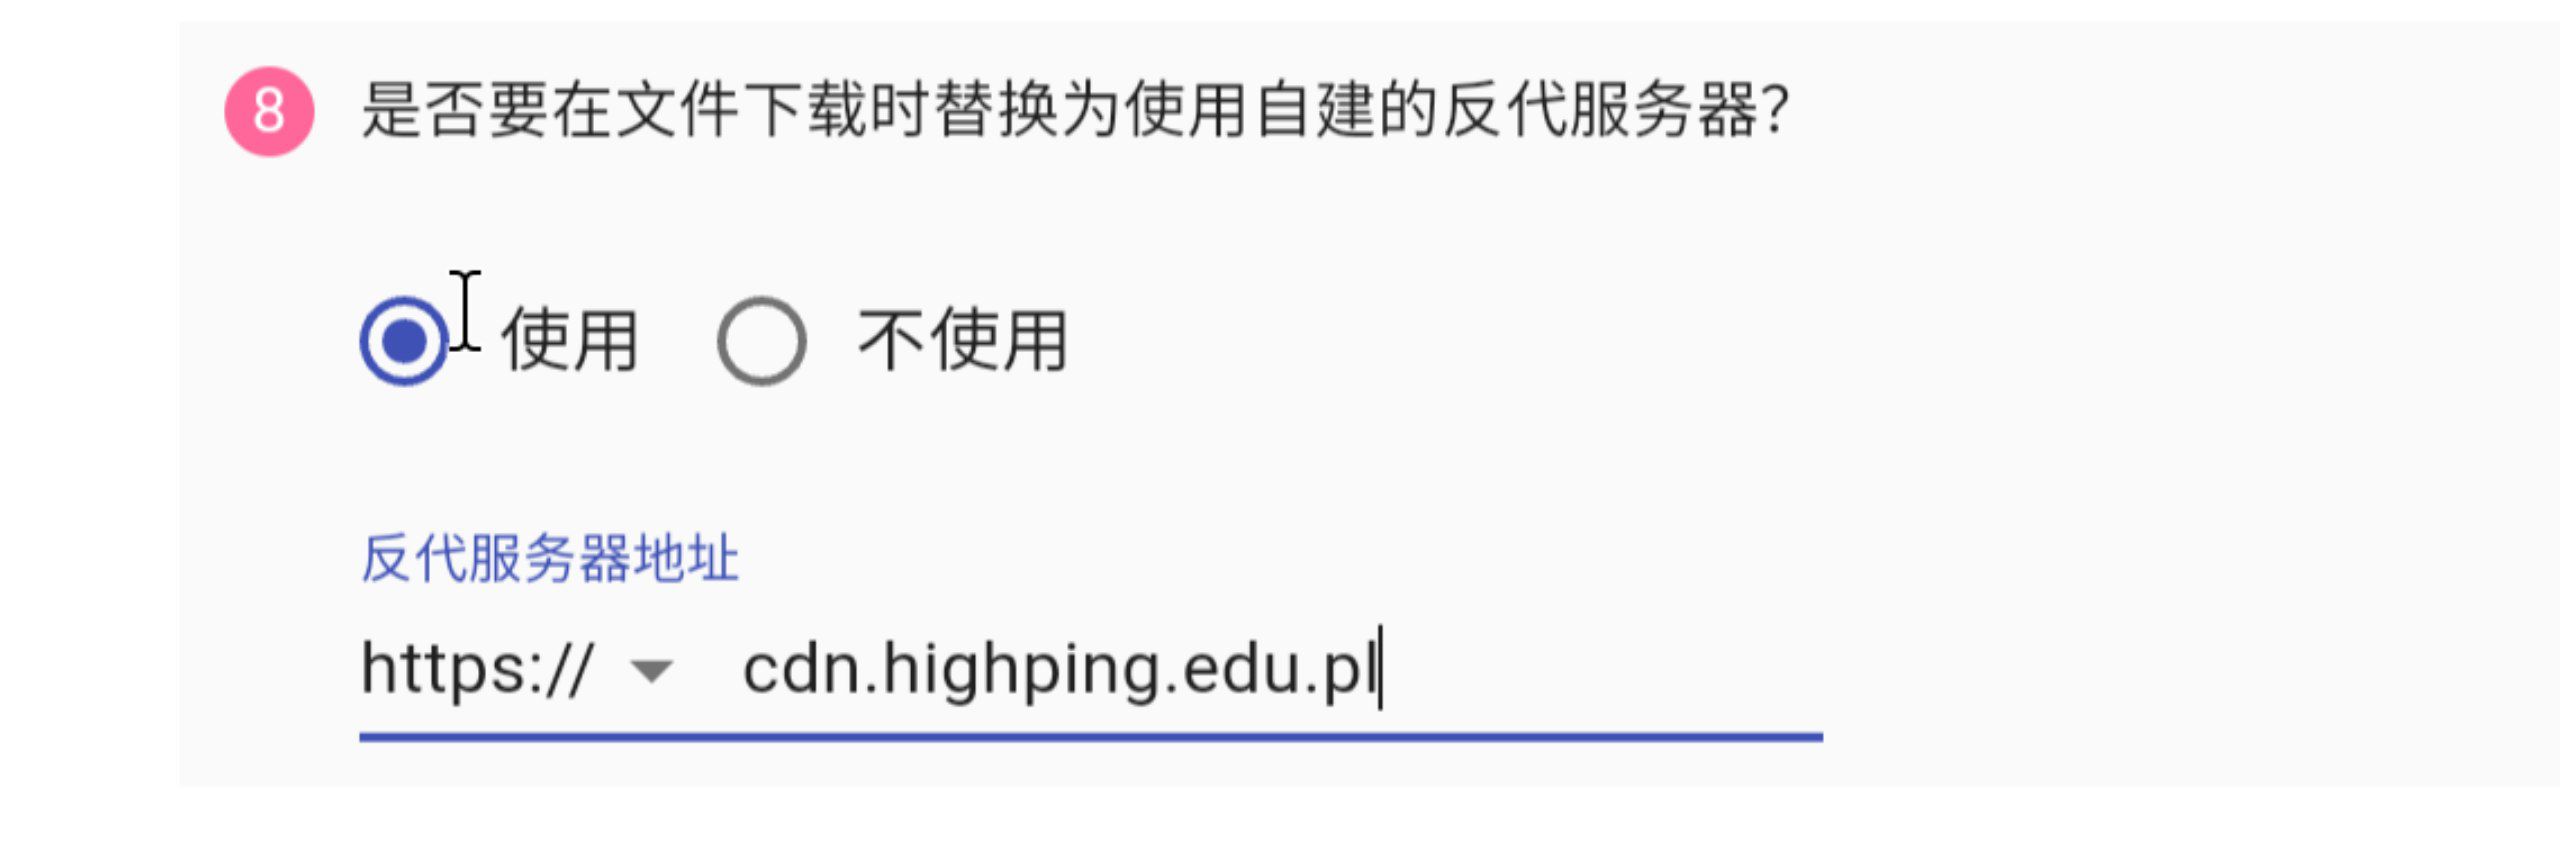 8 是否要在文件下载时替换为使用自建的反代服务器?
使用 不使用
反代服务器地址
https:// cdn.highping.edu.pl